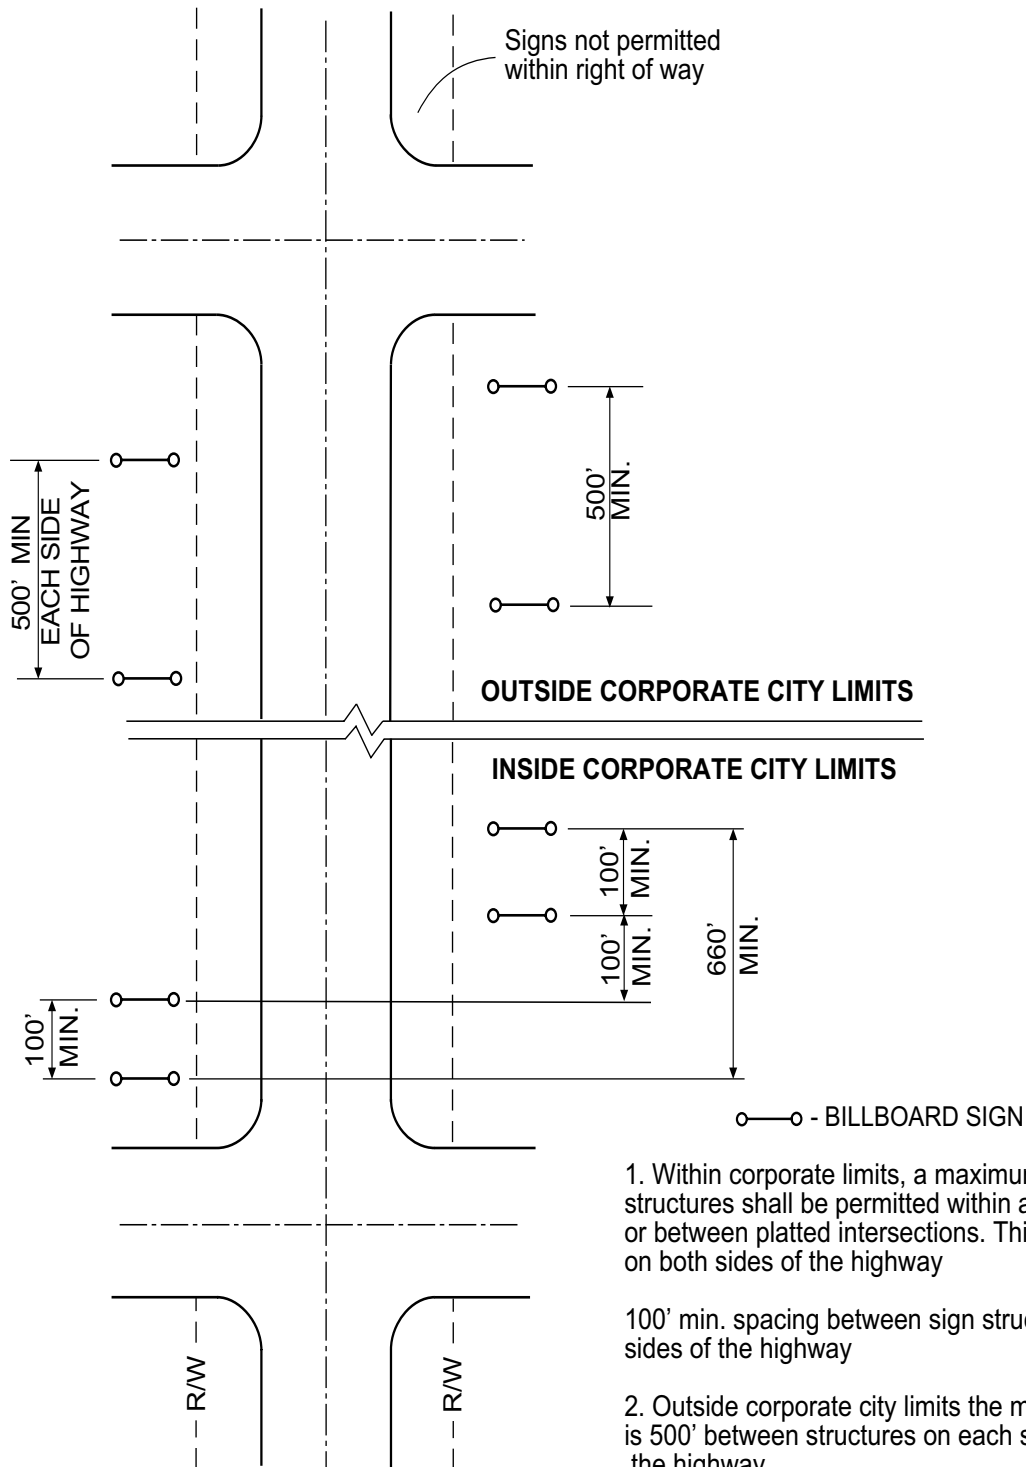 Signs not permitted
within right of way
500' MIN.
500' MIN
EACH SIDE
OF HIGHWAY
OUTSIDE CORPORATE CITY LIMITS
INSIDE CORPORATE CITY LIMITS
100' MIN.
100' MIN.
660' MIN.
100' MIN.
- BILLBOARD SIGN
1. Within corporate limits, a maximum
structures shall be permitted within a
or between platted intersections.
on both sides of the highway
100' min. spacing between sign
sides of the highway
2. Outside corporate city limits the
is 500' between structures on each
the highway
R/W
R/W